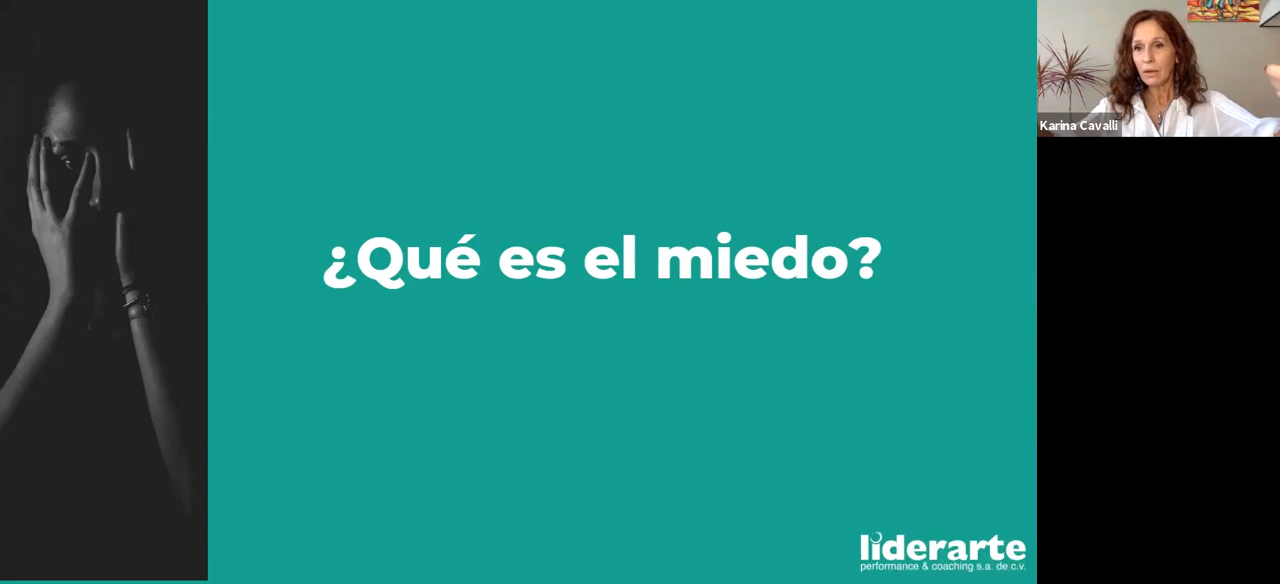 ¿Qué es el miedo?
Karina Cavalli
liderarte
performance & coaching s.a. de c.v.